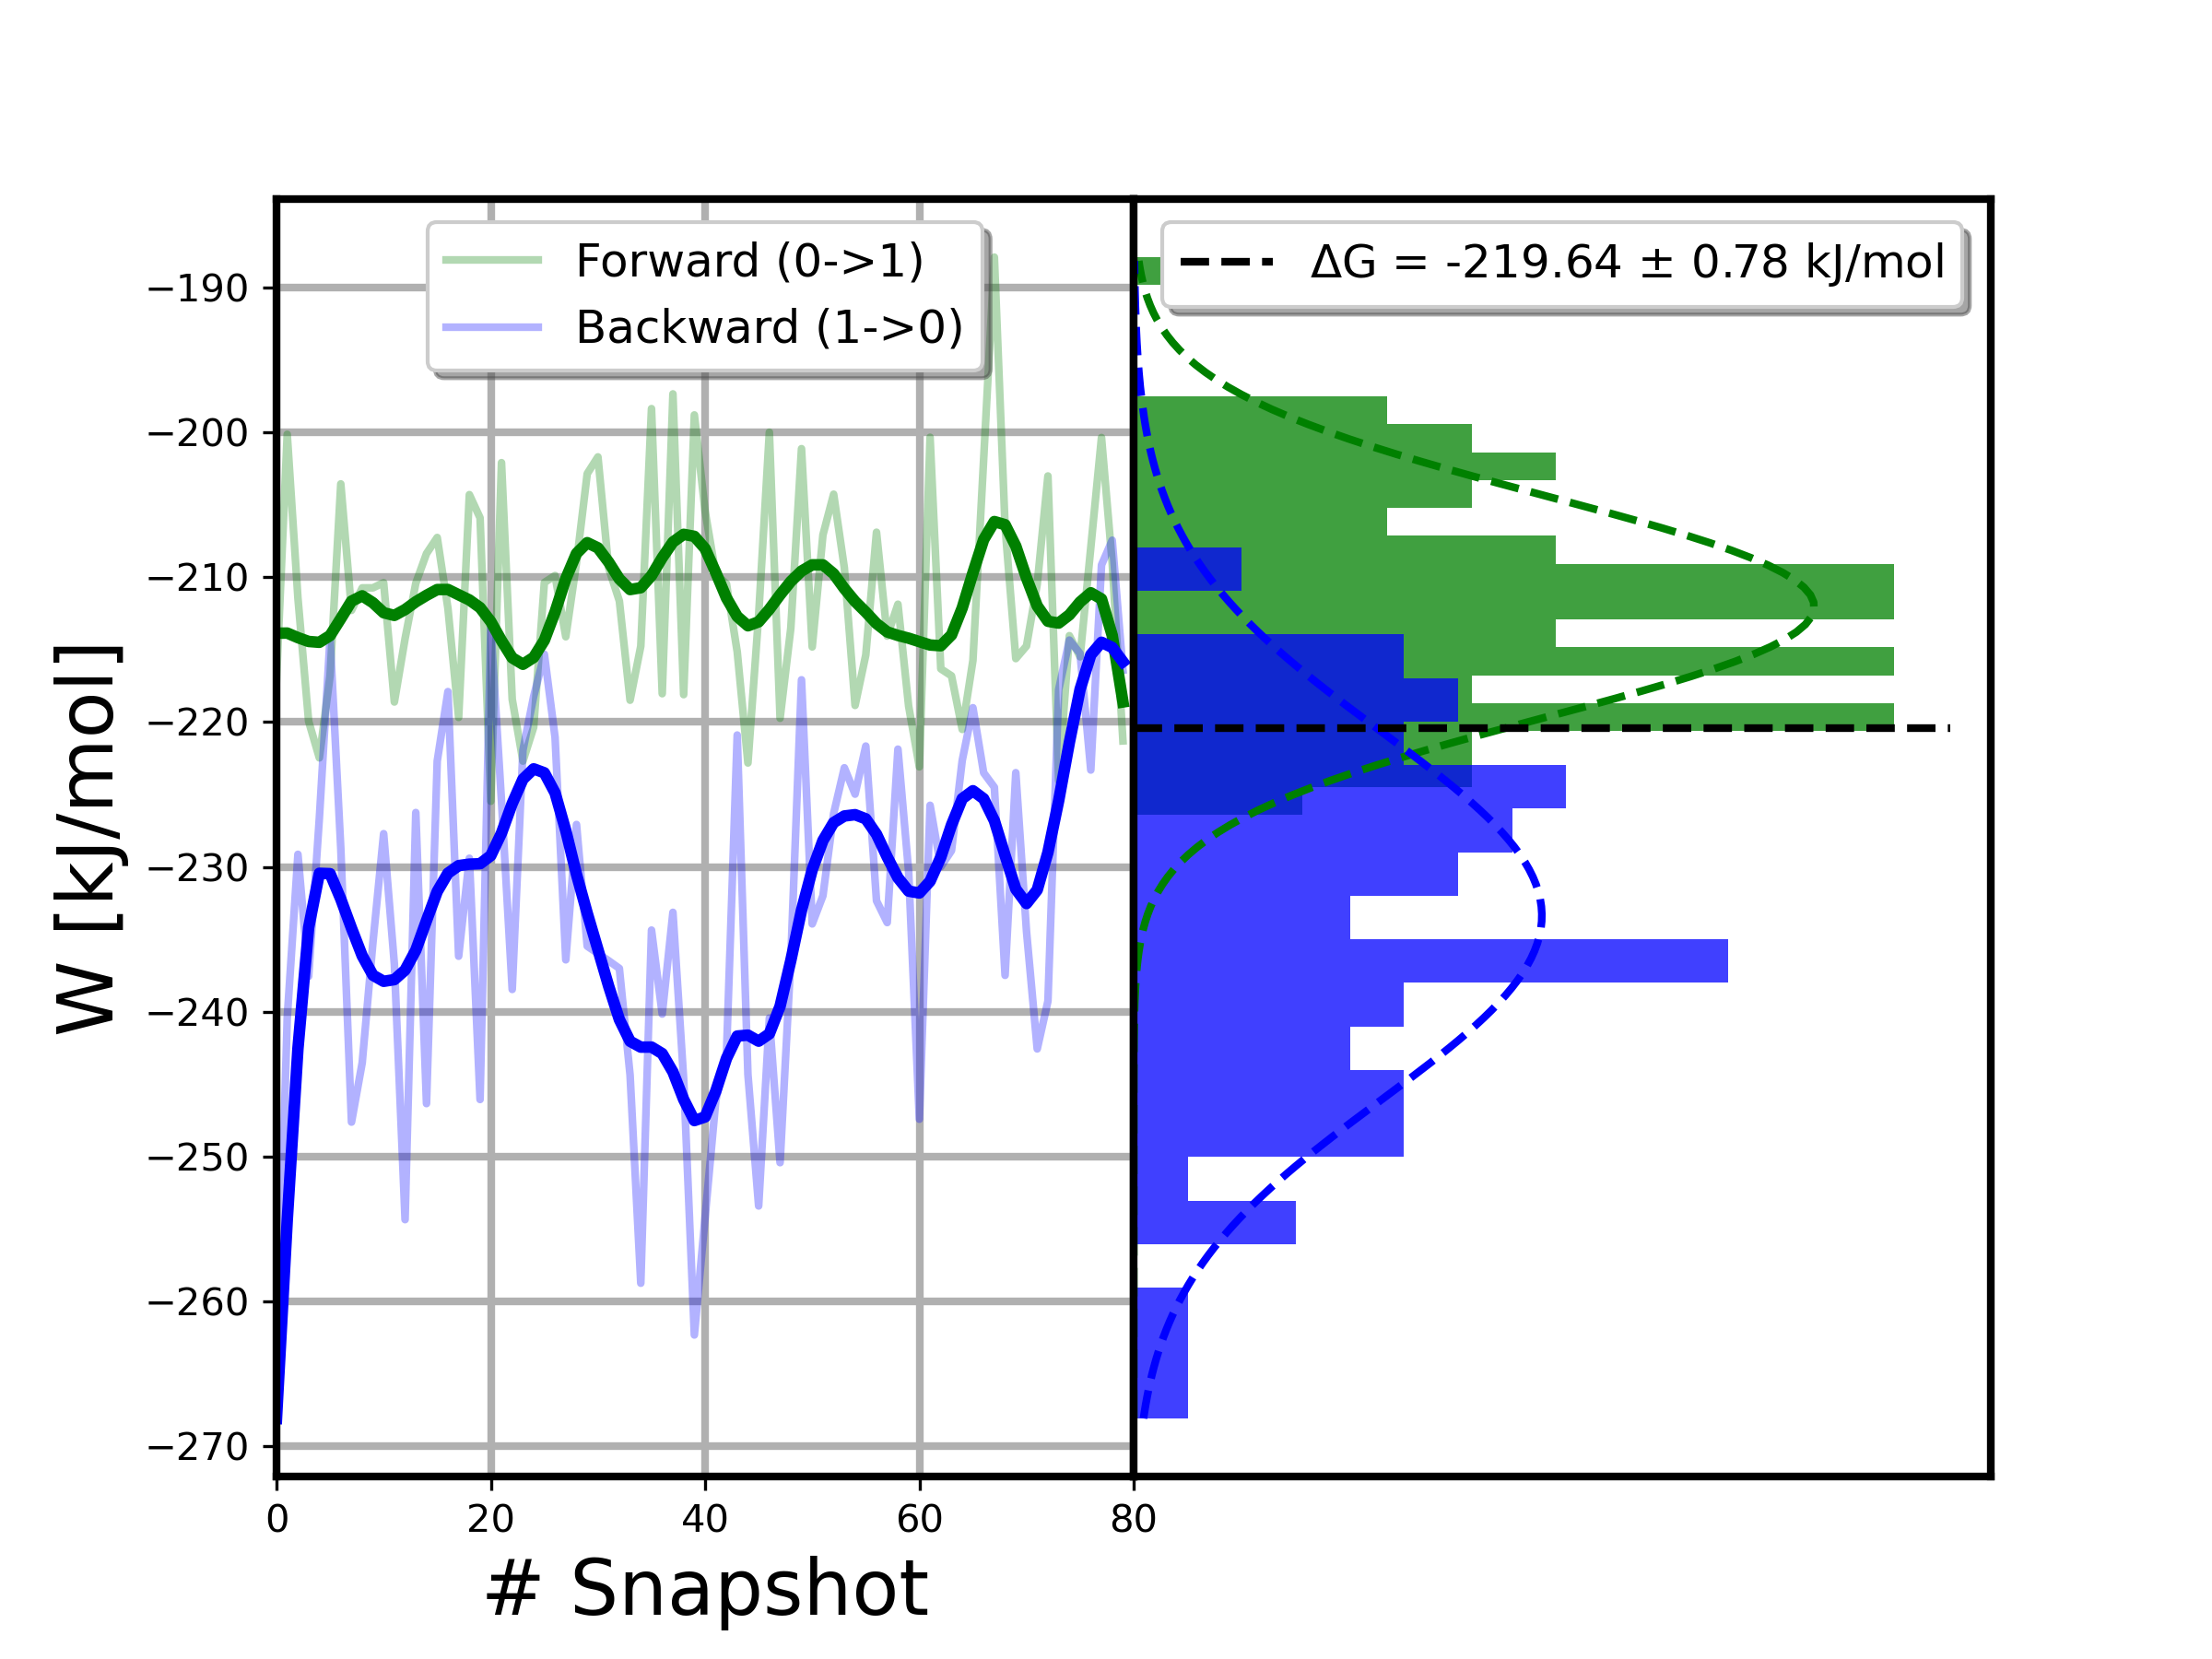 Forward (0->1)
Backward (1->0)
ΔG = -219.64 ± 0.78 kJ/mol
W [kJ/mol]
−190
−200
−210
−220
−230
−240
−250
−260
−270
0 20 40 60 80
# Snapshot